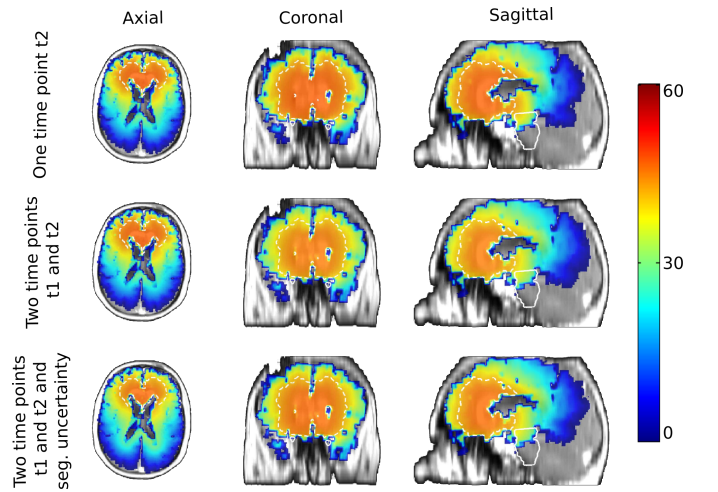 Axial
Coronal
Sagittal
One time point t2
Two time points
t1 and t2
Two time points
t1 and t2 and
seg. uncertainty
60
30
0